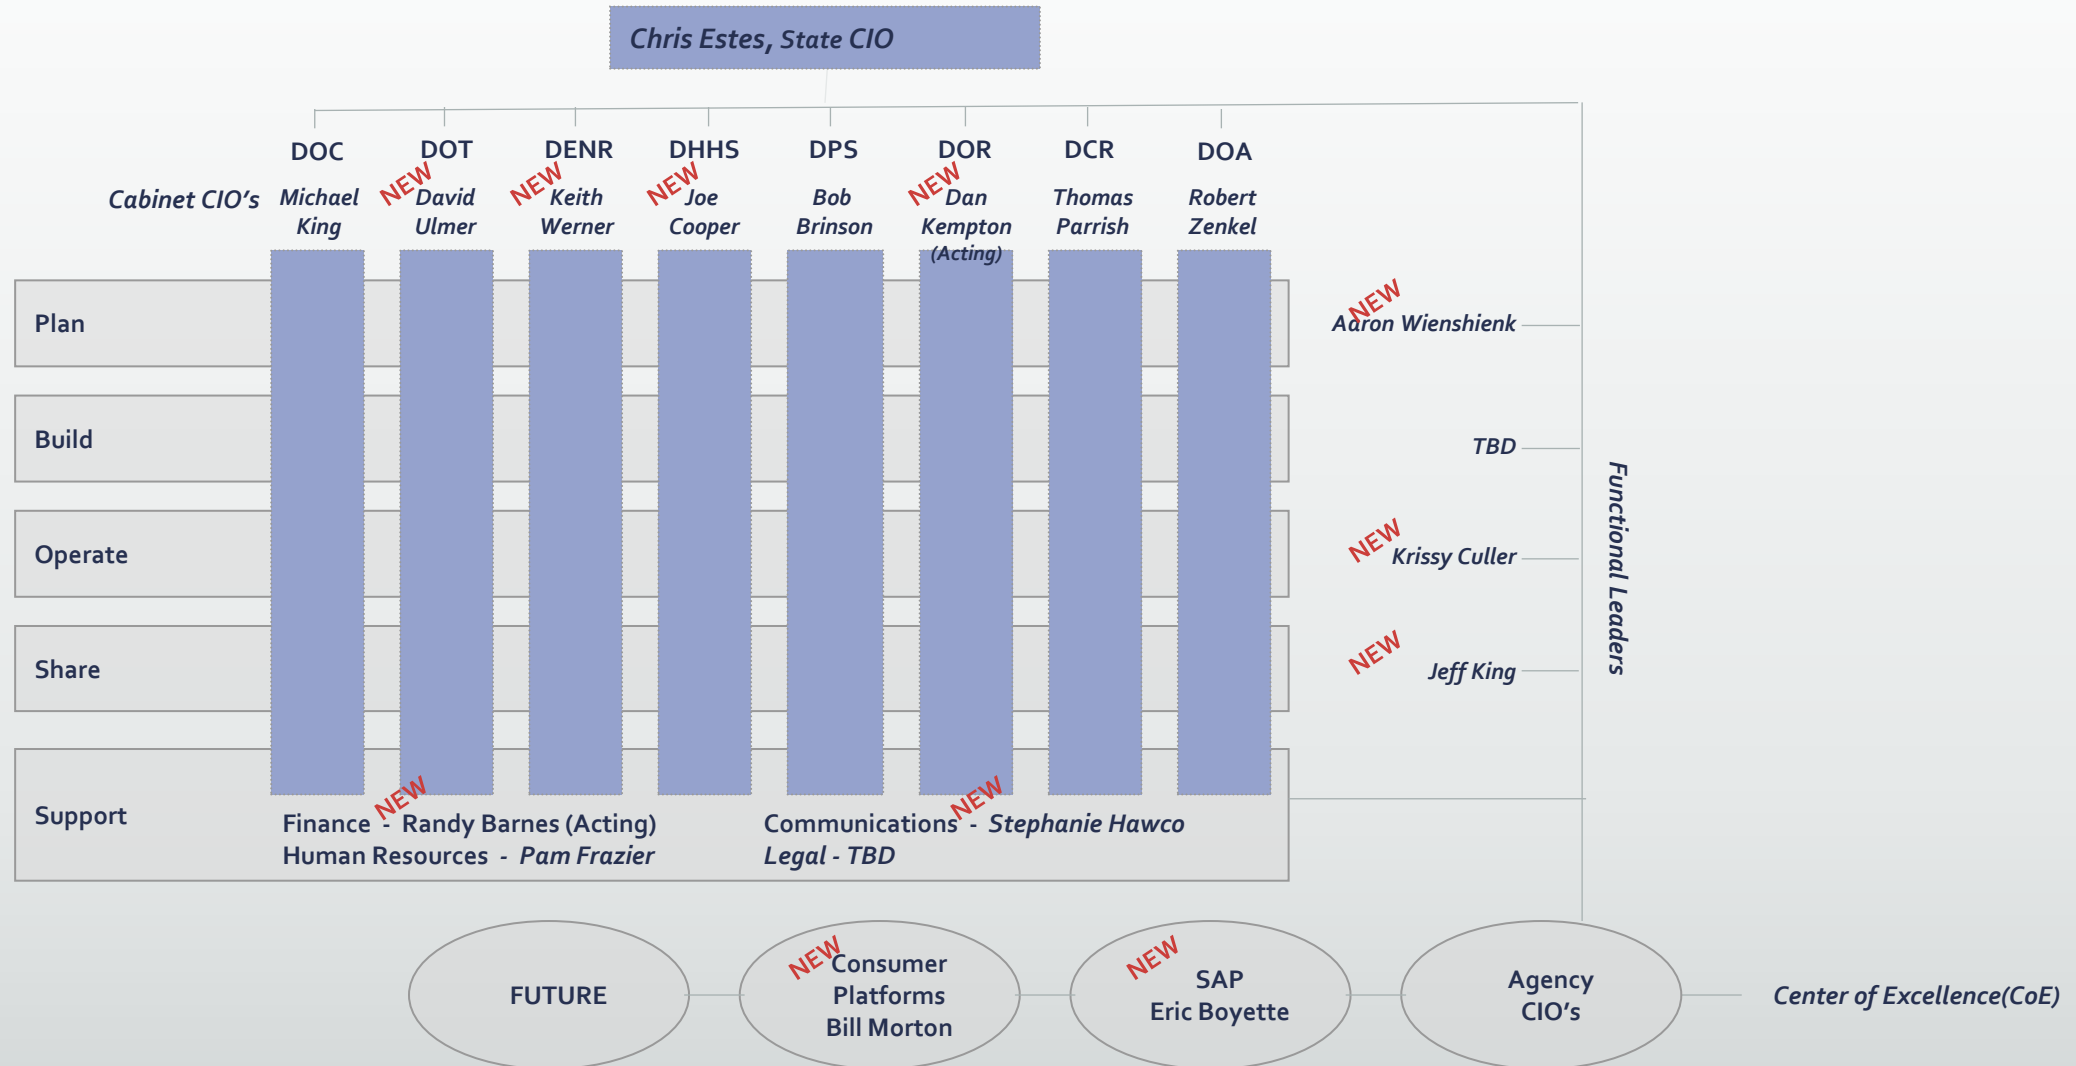 Chris Estes, State CIO
DOC DOT DENR DHHS DPS DOR DCR DOA
NEW NEW NEW NEW
Cabinet CIO's Michael David Keith Joe Bob Dan Thomas Robert
King Ulmer Werner Cooper Brinson Kempton Parrish Zenkel
(Acting)
NEW
Plan Aaron Wienshienk
Build TBD
Functional Leaders
NEW
Operate Krissy Culler
NEW
Share Jeff King
NEW NEW
Support
Finance - Randy Barnes (Acting) Communications - Stephanie Hawco
Human Resources - Pam Frazier Legal - TBD
FUTURE
NEW
Consumer
Platforms
Bill Morton
NEW
SAP
Eric Boyette
Agency
CIO's
Center of Excellence(CoE)